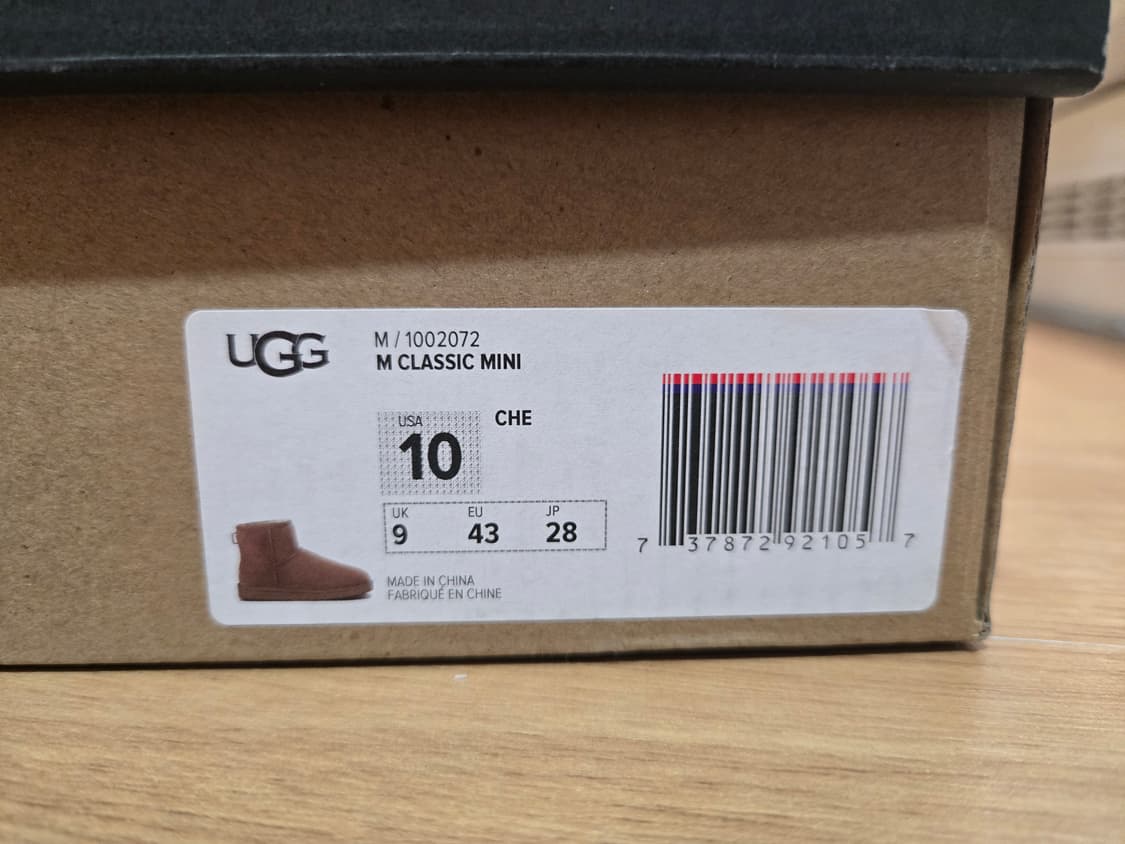 UGG
M / 1002072
M CLASSIC MINI
USA
10
CHE
UK EU JP
9 43 28
MADE IN CHINA
FABRIQUÉ EN CHINE
7 37872 92105 7